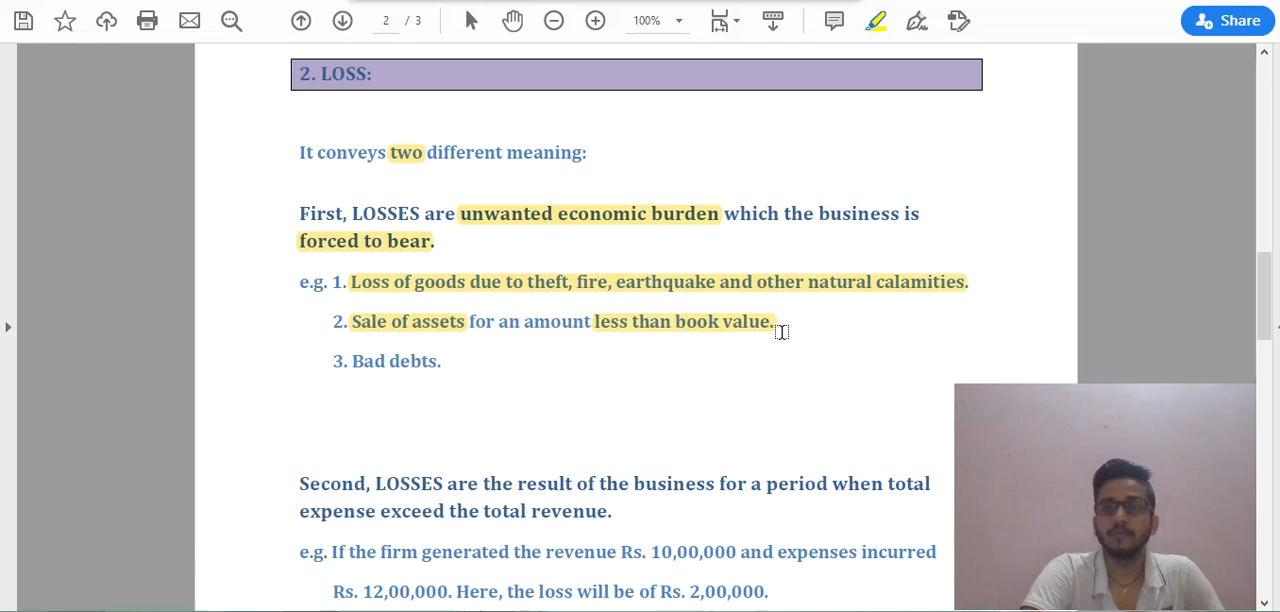 2 / 3
100%
Share
2. LOSS:
It conveys two different meaning:
First, LOSSES are unwanted economic burden which the business is
forced to bear.
e.g. 1. Loss of goods due to theft, fire, earthquake and other natural calamities.
2. Sale of assets for an amount less than book value.
3. Bad debts.
Second, LOSSES are the result of the business for a period when total
expense exceed the total revenue.
e.g. If the firm generated the revenue Rs. 10,00,000 and expenses incurred
Rs. 12,00,000. Here, the loss will be of Rs. 2,00,000.